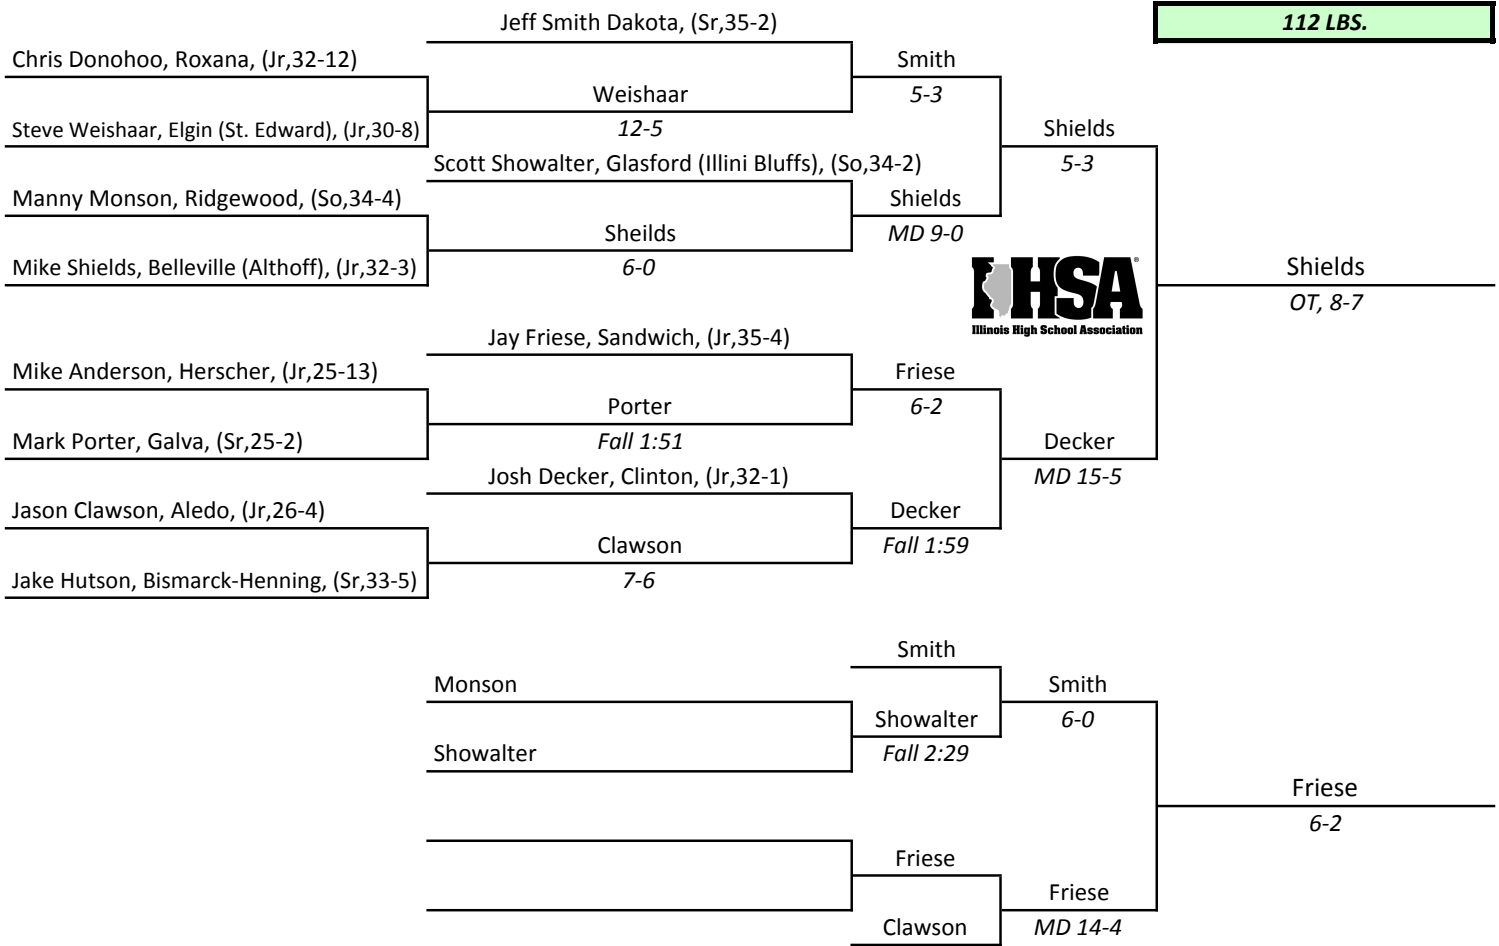 Jeff Smith Dakota, (Sr,35-2)
112 LBS.
Chris Donohoo, Roxana, (Jr,32-12)
Smith
Weishaar
5-3
Steve Weishaar, Elgin (St. Edward), (Jr,30-8)
12-5
Shields
Scott Showalter, Glasford (Illini Bluffs), (So,34-2)
5-3
Manny Monson, Ridgewood, (So,34-4)
Shields
Sheilds
MD 9-0
Mike Shields, Belleville (Althoff), (Jr,32-3)
6-0
IHSA®
Illinois High School Association
Shields
OT, 8-7
Jay Friese, Sandwich, (Jr,35-4)
Mike Anderson, Herscher, (Jr,25-13)
Friese
Porter
6-2
Mark Porter, Galva, (Sr,25-2)
Fall 1:51
Decker
Josh Decker, Clinton, (Jr,32-1)
MD 15-5
Jason Clawson, Aledo, (Jr,26-4)
Decker
Clawson
Fall 1:59
Jake Hutson, Bismarck-Henning, (Sr,33-5)
7-6
Smith
Monson
Smith
Showalter
6-0
Showalter
Fall 2:29
Friese
6-2
Friese
Friese
Clawson
MD 14-4